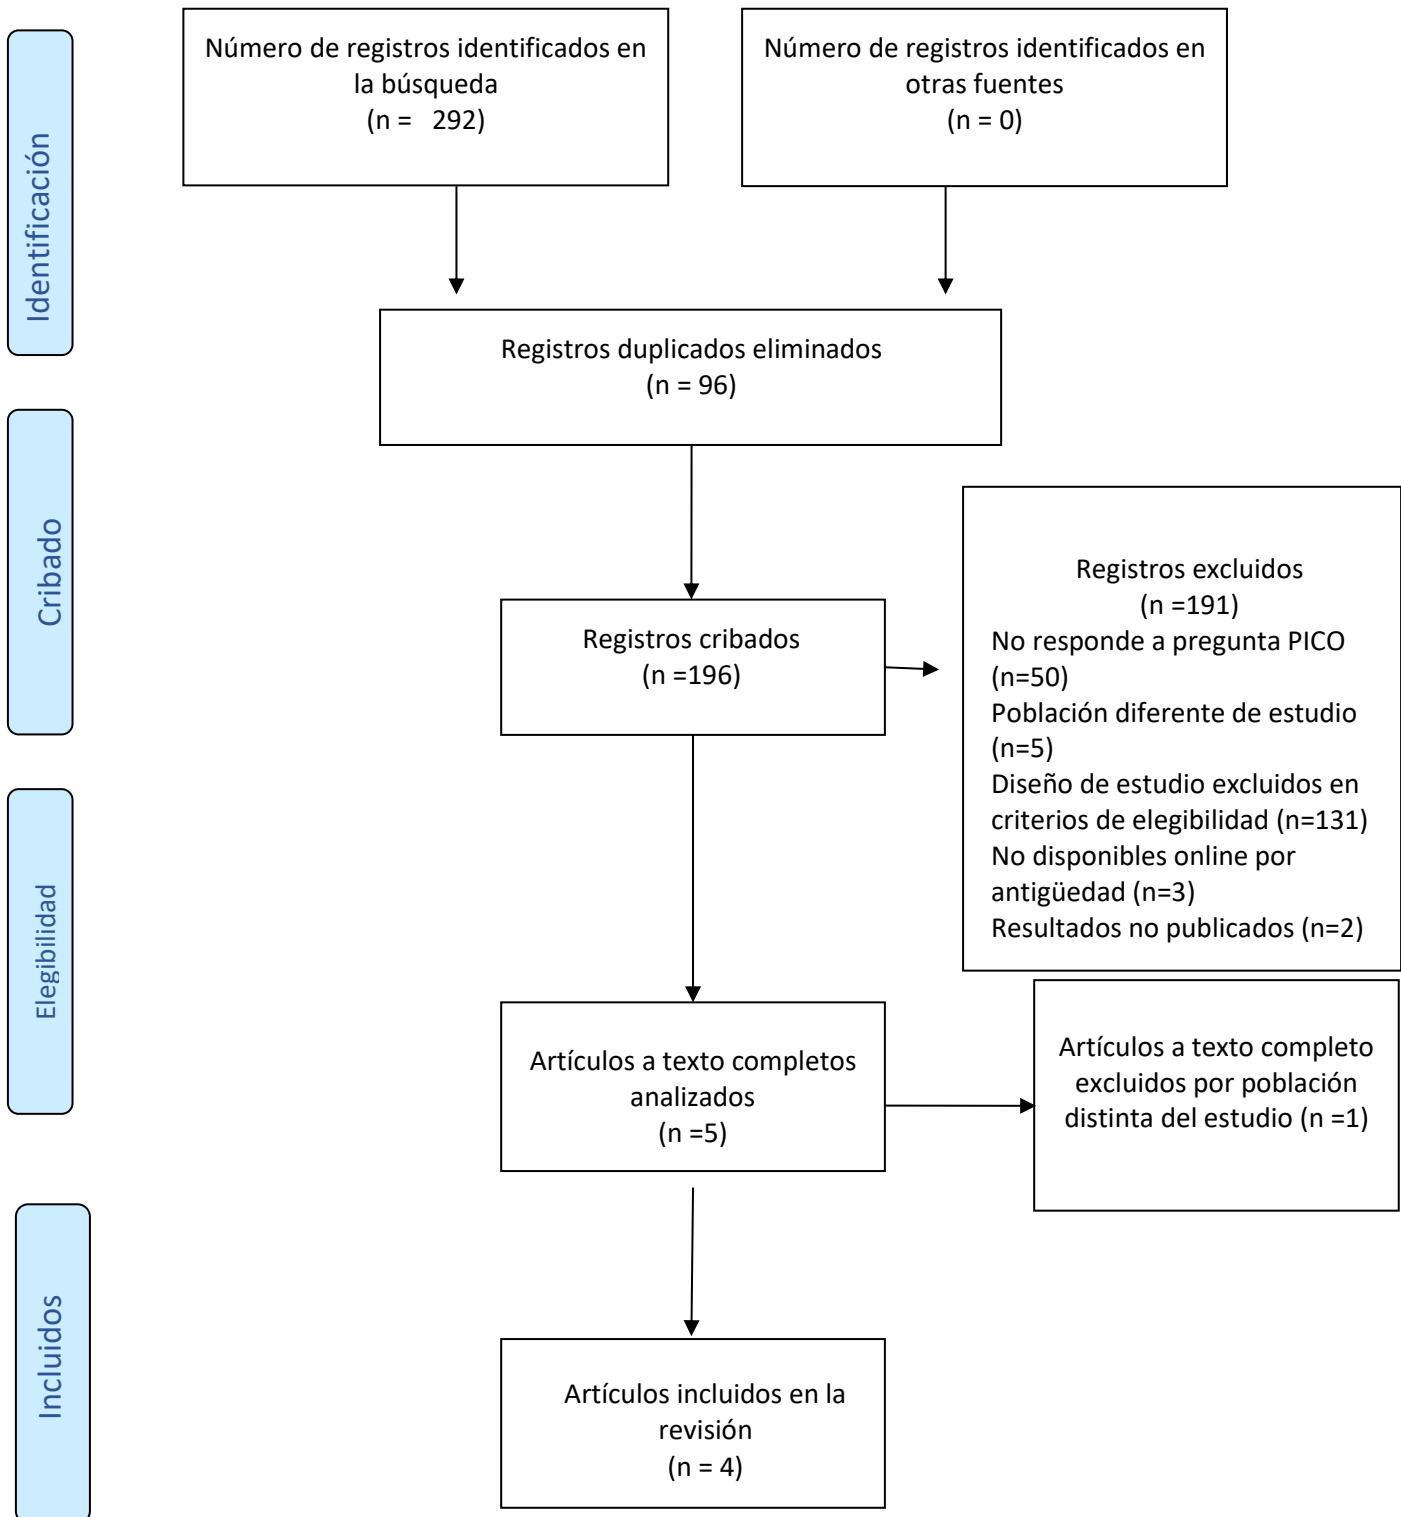 Identificación
Número de registros identificados en
la búsqueda
(n = 292)
Número de registros identificados en
otras fuentes
(n = 0)
Registros duplicados eliminados
(n = 96)
Cribado
Registros cribados
(n =196)
Registros excluidos
(n =191)
No responde a pregunta PICO
(n=50)
Población diferente de estudio
(n=5)
Diseño de estudio excluidos en
criterios de elegibilidad (n=131)
No disponibles online por
antigüedad (n=3)
Resultados no publicados (n=2)
Elegibilidad
Artículos a texto completos
analizados
(n =5)
Artículos a texto completo
excluidos por población
distinta del estudio (n =1)
Incluidos
Artículos incluidos en la
revisión
(n = 4)